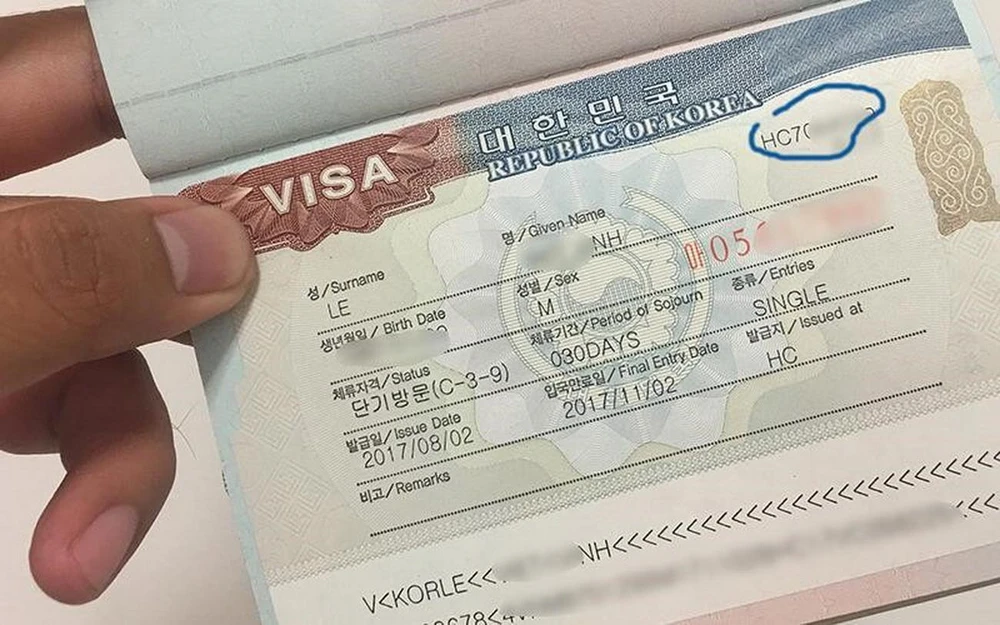 VISA
대한민국
REPUBLIC OF KOREA
HC70
성/Surname
LE
名/Given Name
NH
마05
생년월일/Birth Date
성별/Sex
M
종류/Entries
SINGLE
체류자격/Status
단기방문(C-3-9)
체류기간/Period of Sojourn
030DAYS
발급지/Issued at
HC
발급일/Issue Date
2017/08/02
입국만료일/Final Entry Date
2017/11/02
비고/Remarks
V<KORLE<<
NH<<<<<<<<<<<<<<<<<<<<<<